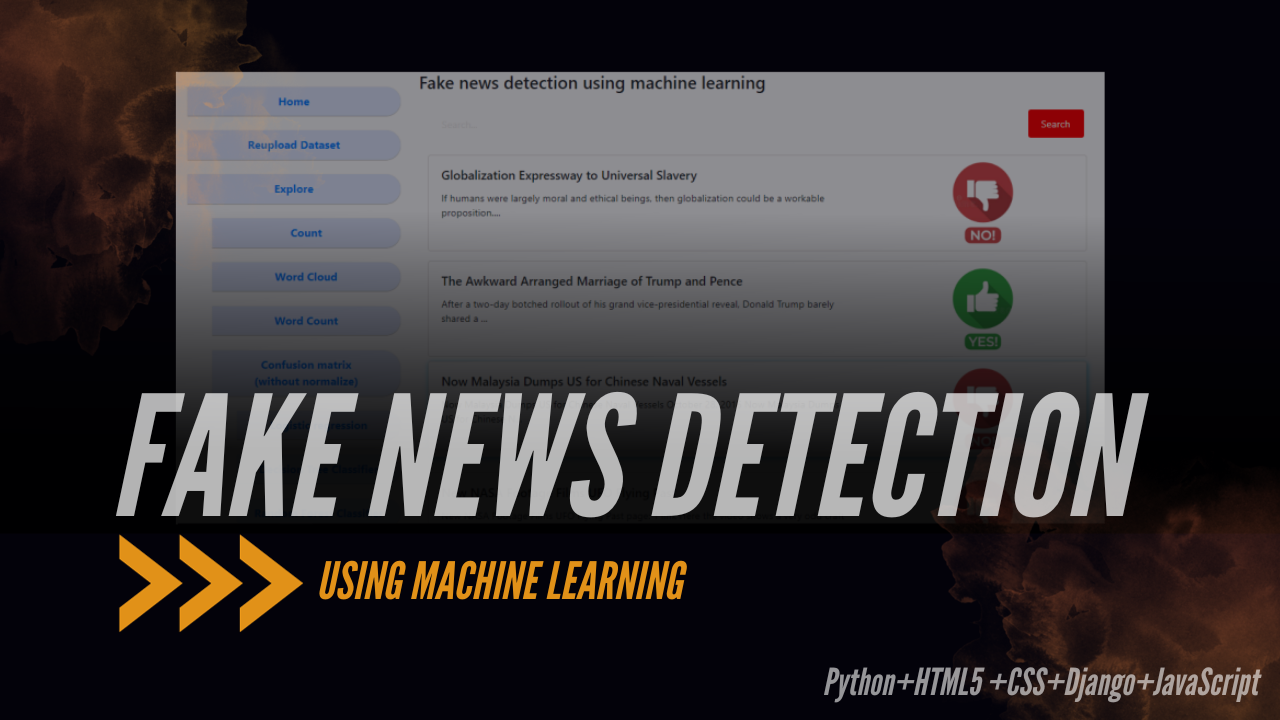 Fake news detection using machine learning
Home
Search...
Search
Reupload Dataset
Explore
Count
Word Cloud
Word Count
Confusion matrix
(without normalize)
Globalization Expressway to Universal Slavery
If humans were largely moral and ethical beings, then globalization could be a workable
proposition....
NO!
The Awkward Arranged Marriage of Trump and Pence
After a two-day botched rollout of his grand vice-presidential reveal, Donald Trump barely
shared a ...
YES!
Now Malaysia Dumps US for Chinese Naval Vessels
FAKE NEWS DETECTION
USING MACHINE LEARNING
Python+HTML5 +CSS+Django+JavaScript